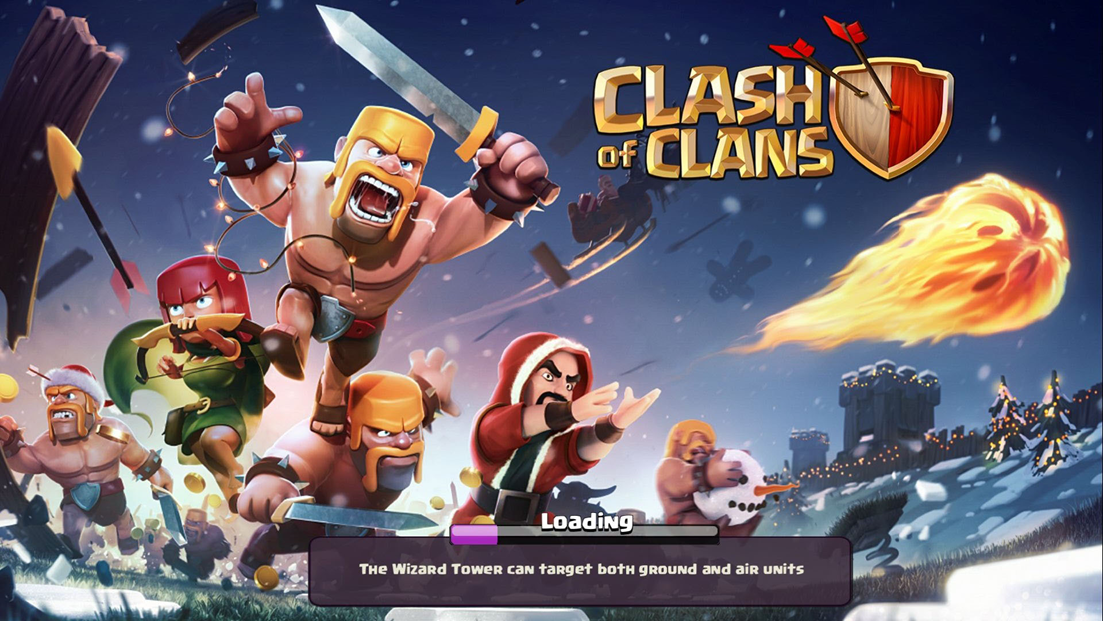 CLASH
OF CLANS
Loading
The Wizard Tower can target both ground and air units